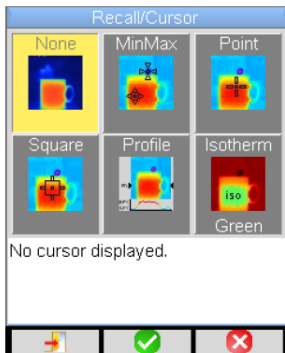 Recall/Cursor
None MinMax Point
Square Profile Isotherm
iso
Green
No cursor displayed.